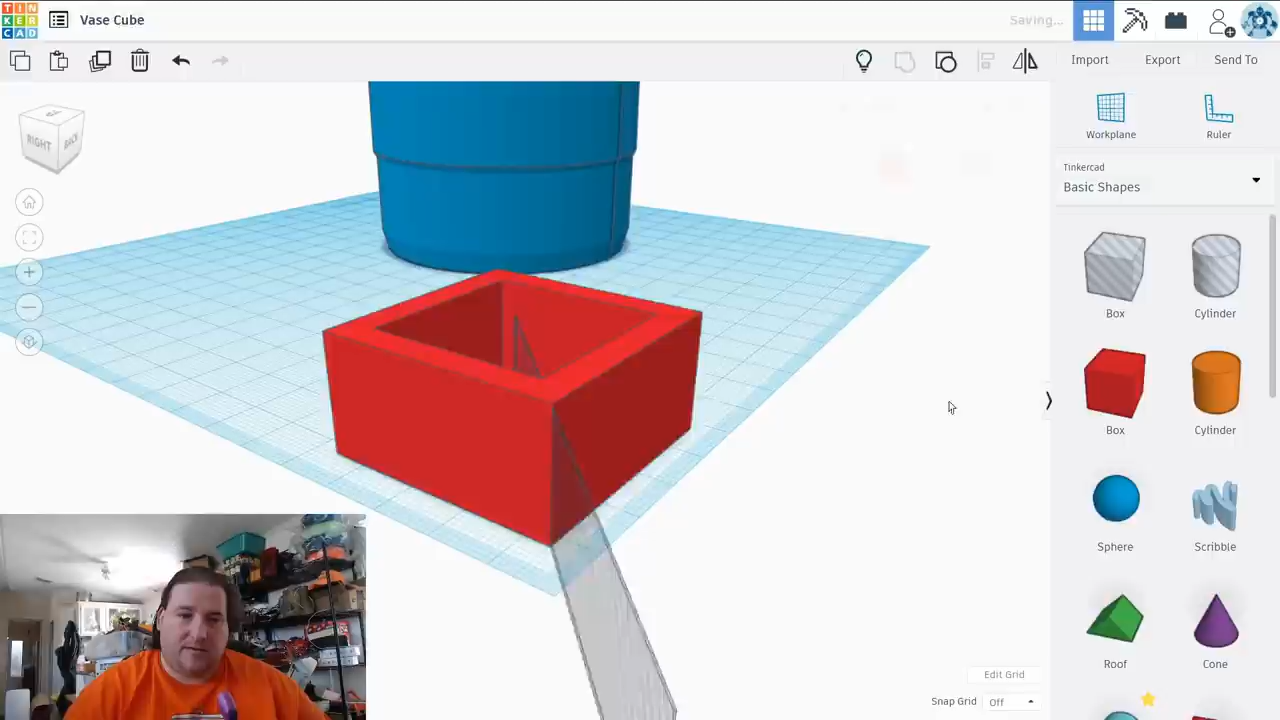 TIN
KER
CAD
Vase Cube
Saving...
Import
Export
Send To
RIGHT
BACK
Workplane
Ruler
Tinkercad
Basic Shapes
Box
Cylinder
Box
Cylinder
Sphere
Scribble
Roof
Cone
Edit Grid
Snap Grid
Off